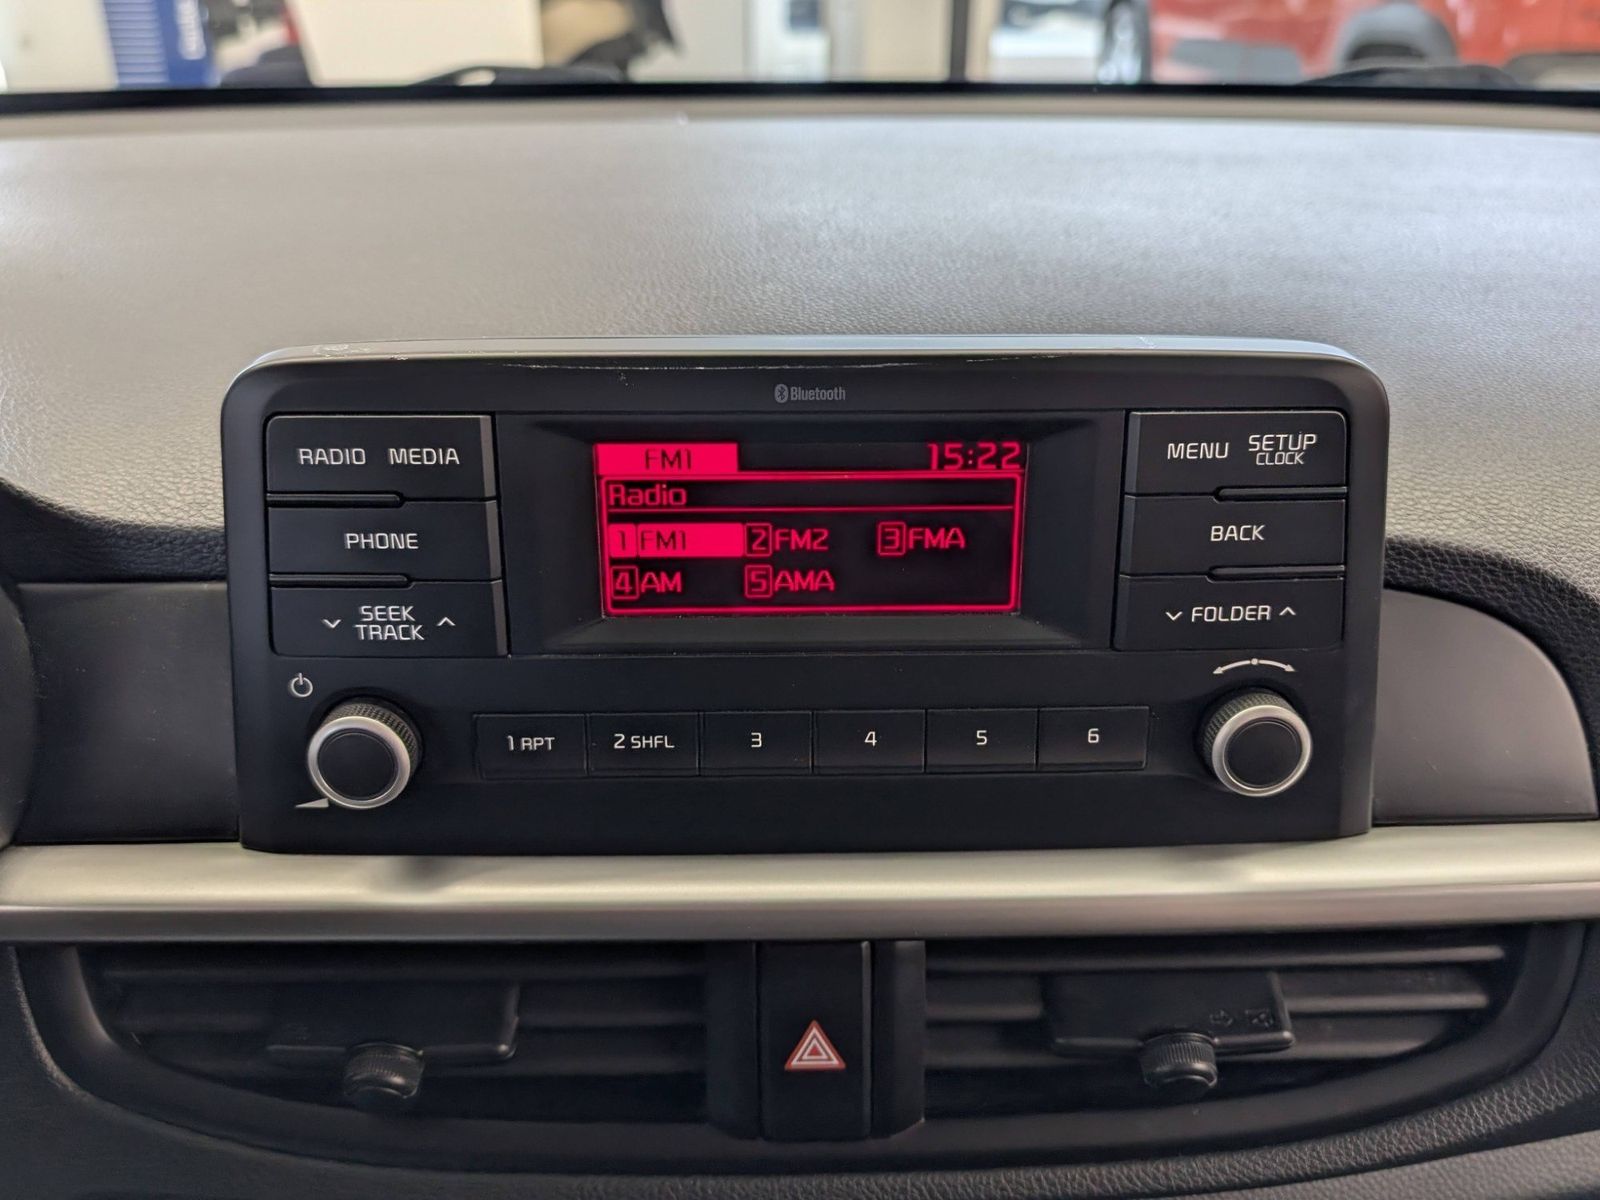 Bluetooth
RADIO MEDIA
PHONE
SEEK
TRACK
FM1 15:22
Radio
1 FM1 2 FM2 3 FMA
4 AM 5 AMA
MENU SETUP
CLOCK
BACK
FOLDER
1 RPT 2 SHFL 3 4 5 6